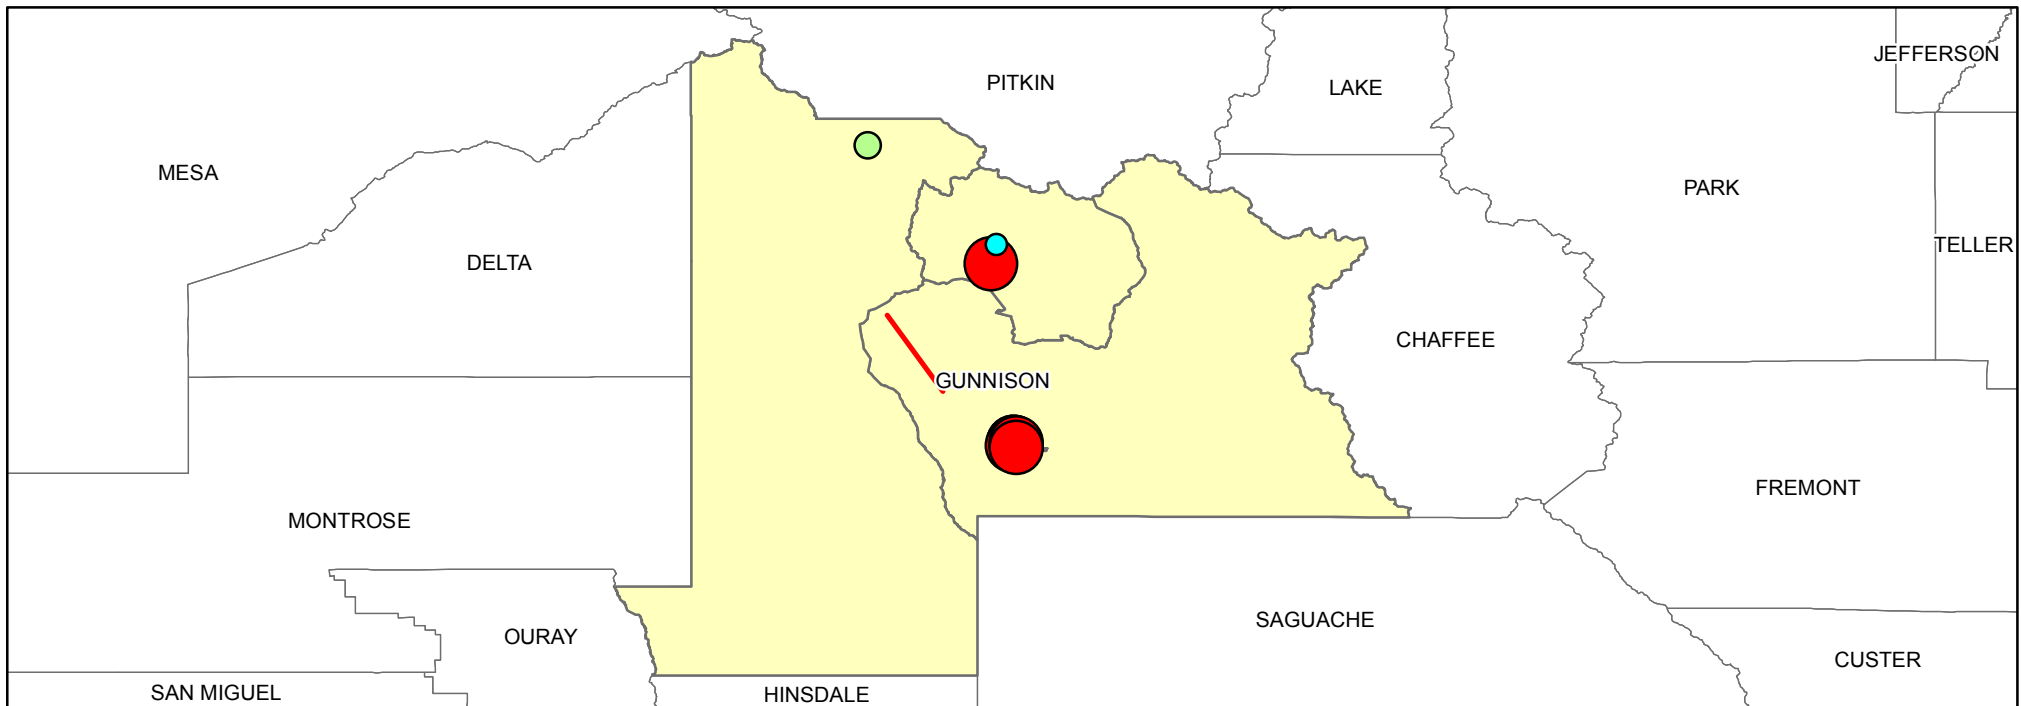 JEFFERSON
PITKIN
LAKE
MESA
PARK
TELLER
DELTA
CHAFFEE
GUNNISON
FREMONT
MONTROSE
SAGUACHE
OURAY
CUSTER
SAN MIGUEL
HINSDALE